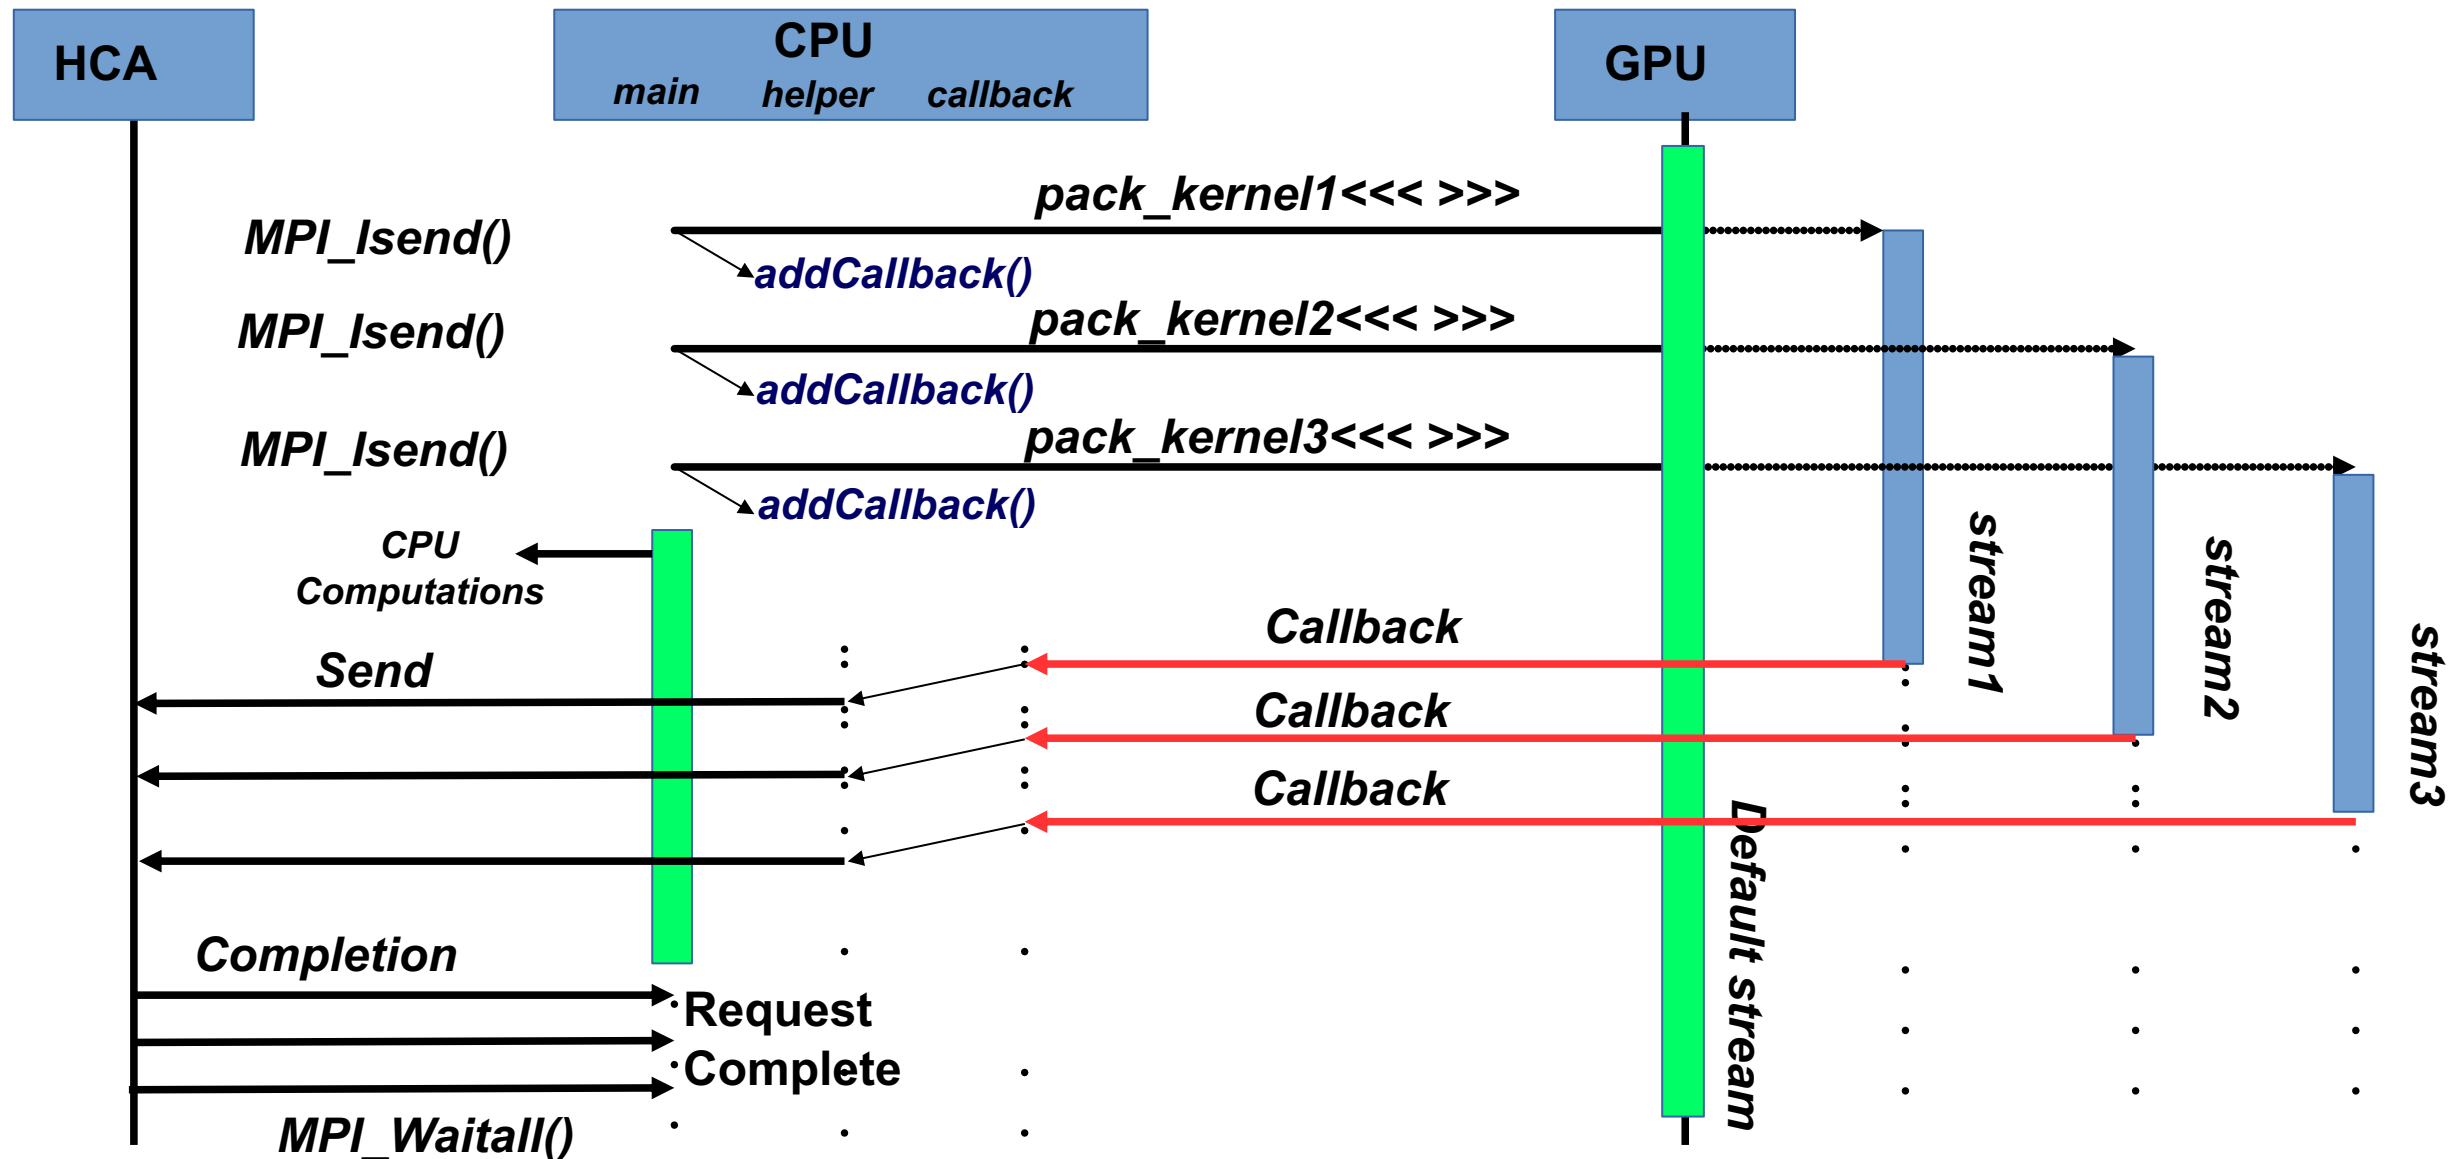 HCA
CPU
main helper callback
GPU
pack_kernel1<<< >>>
MPI_Isend()
addCallback()
pack_kernel2<<< >>>
MPI_Isend()
addCallback()
pack_kernel3<<< >>>
MPI_Isend()
addCallback()
CPU
Computations
stream1
stream2
stream3
Callback
Send
Callback
Callback
Default stream
Completion
Request
Complete
MPI_Waitall()